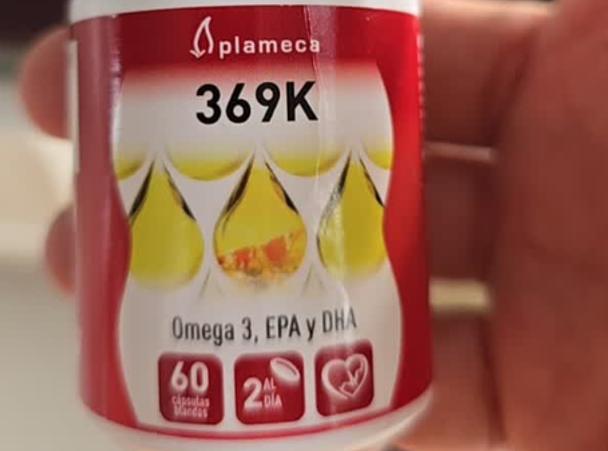 plameca
369K
Omega 3, EPA y DHA
60
cápsulas
blandas
2 AL
DÍA